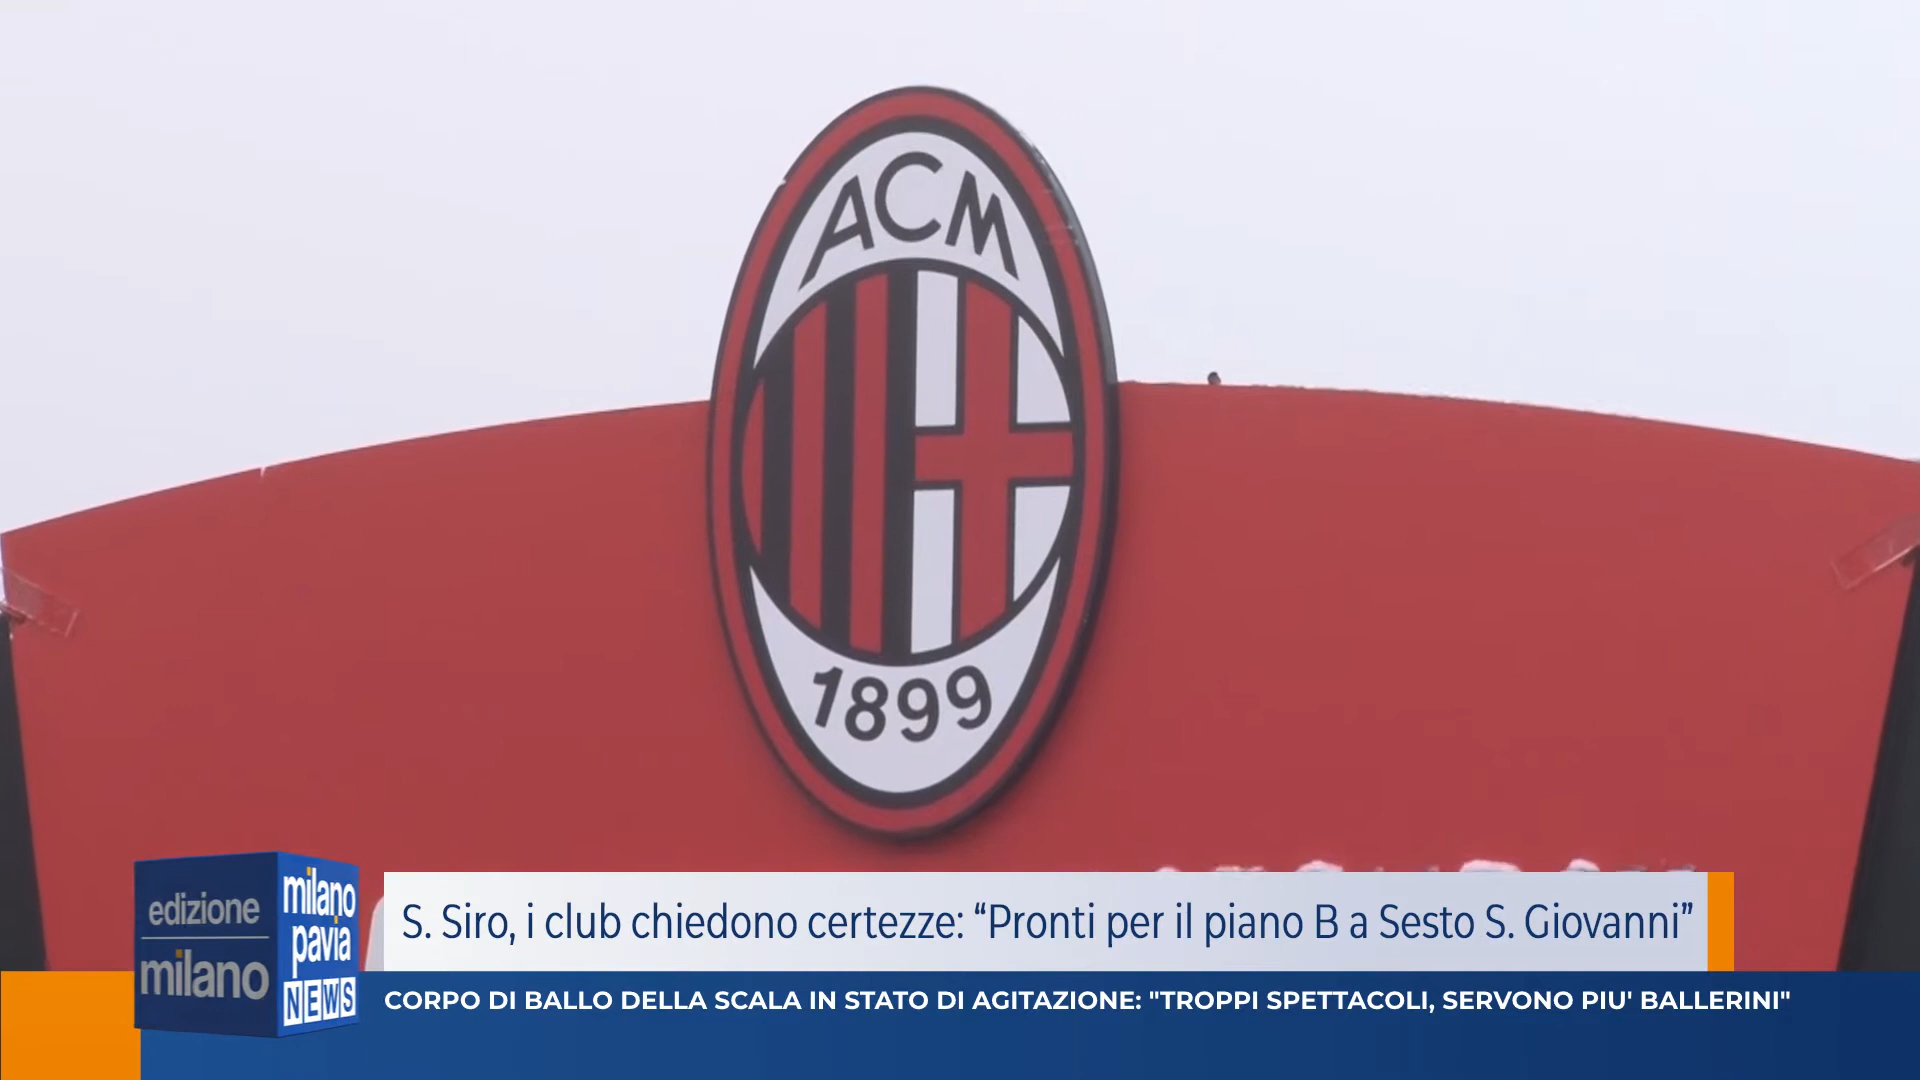 ACM
1899
edizione
milano
milano
pavia
NEWS
S. Siro, i club chiedono certezze: “Pronti per il piano B a Sesto S. Giovanni”
CORPO DI BALLO DELLA SCALA IN STATO DI AGITAZIONE: "TROPPI SPETTACOLI, SERVONO PIU' BALLERINI"